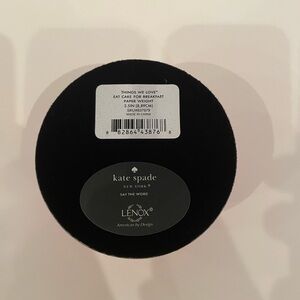 THINGS WE LOVE™
EAT CAKE FOR BREAKFAST
PAPER WEIGHT
3.5IN (8.89CM)
MADE IN CHINA
8 82864 43876 8
kate spade
NEW YORK®
SAY THE WORD
LENOX®
American by Design